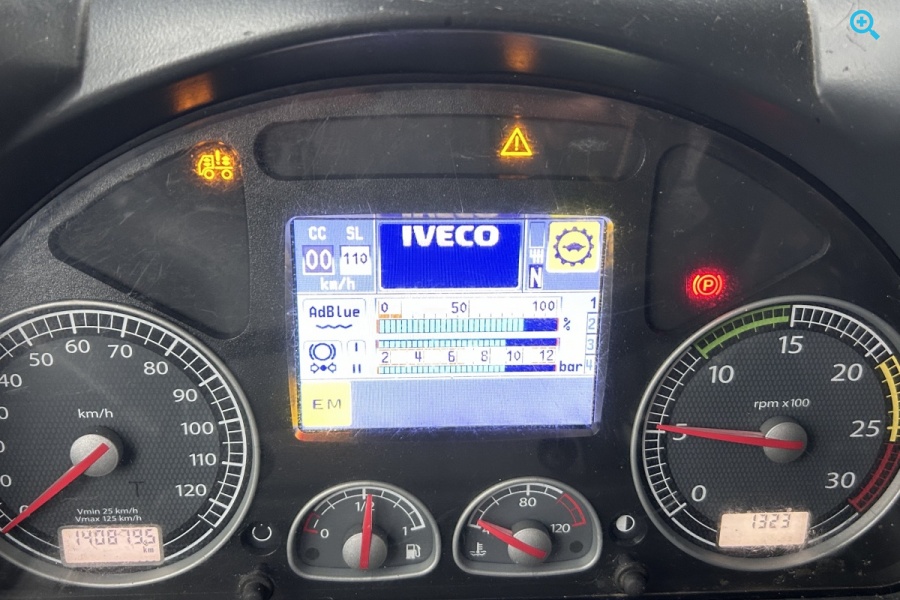 CC SL
IVECO
00 110
km/h
N
AdBlue
0 50 100
%
1
2
3
4
I
II
2 4 6 8 10 12
bar
EM
40 50 60 70 80 90 100 110 120
km/h
Vmin 25 km/h
Vmax 125 km/h
km
0 1/2 1
80 120
0 5 10 15 20 25 30
rpm x100
1323
P